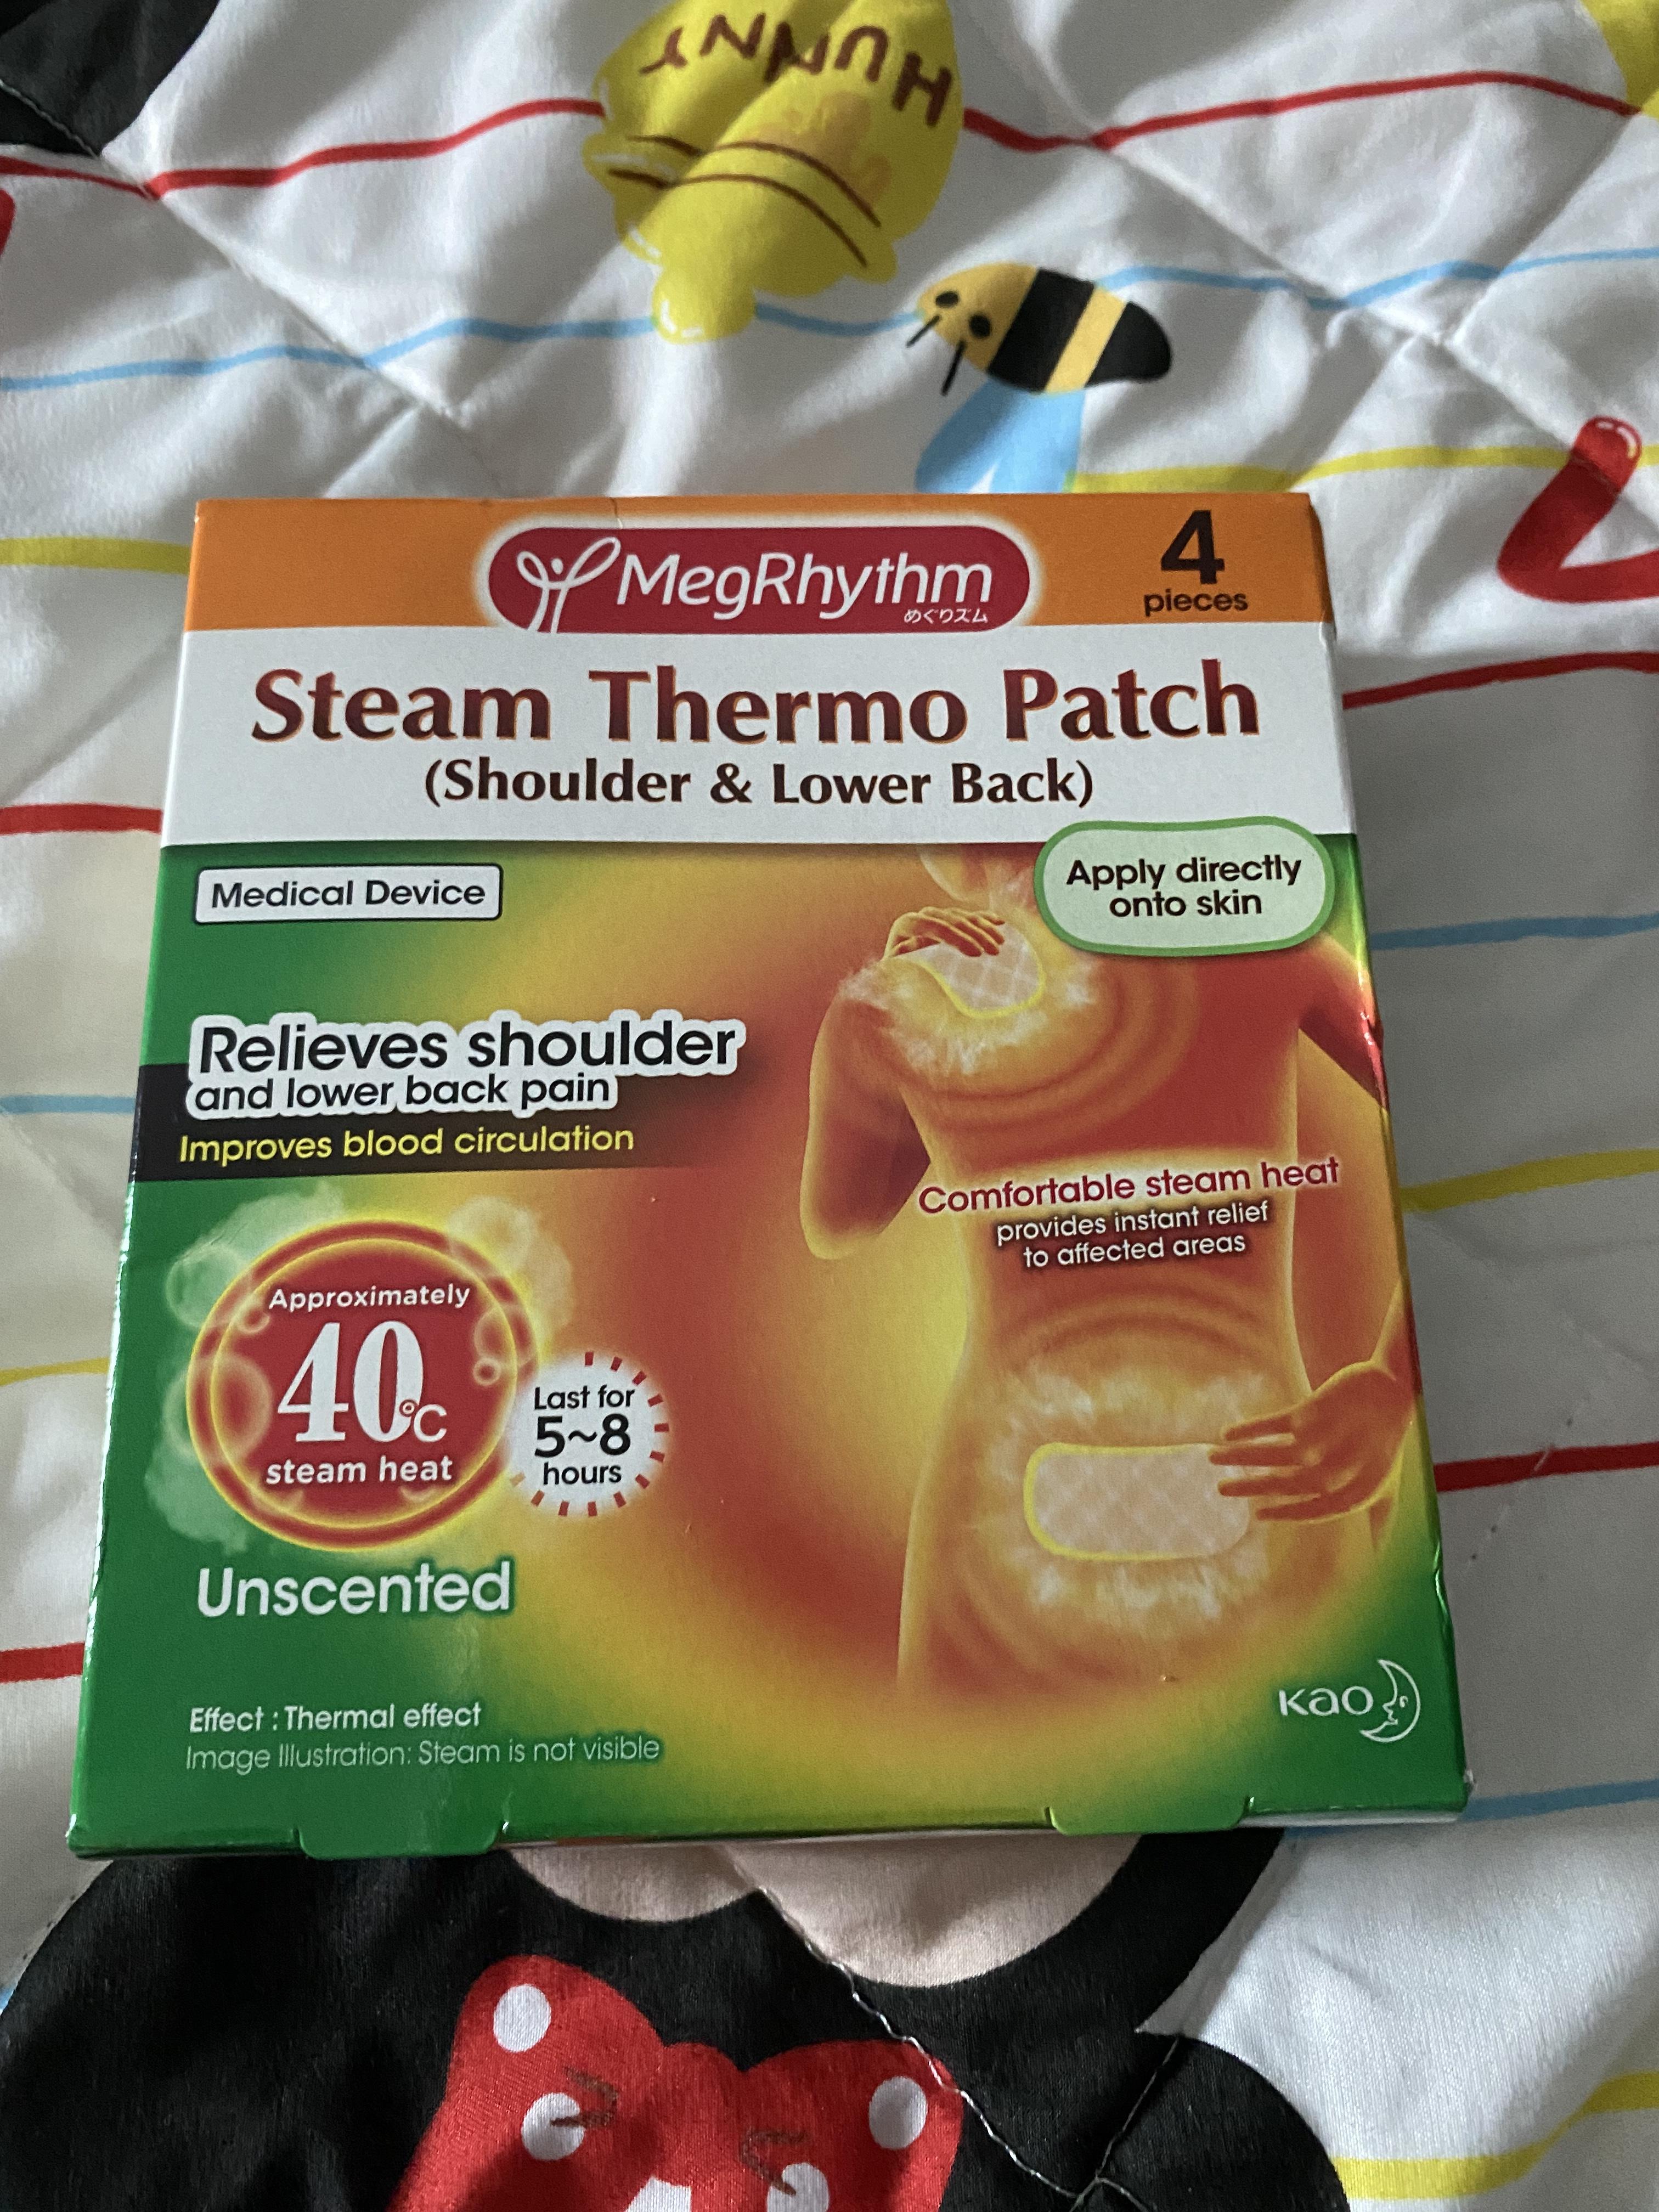 HUNNY
MegRhythm
めぐりズム
4
pieces
Steam Thermo Patch
(Shoulder & Lower Back)
Medical Device
Apply directly
onto skin
Relieves shoulder
and lower back pain
Improves blood circulation
Comfortable steam heat
provides instant relief
to affected areas
Approximately
40°C
steam heat
Last for
5~8
hours
Unscented
Effect : Thermal effect
Image Illustration: Steam is not visible
Kao